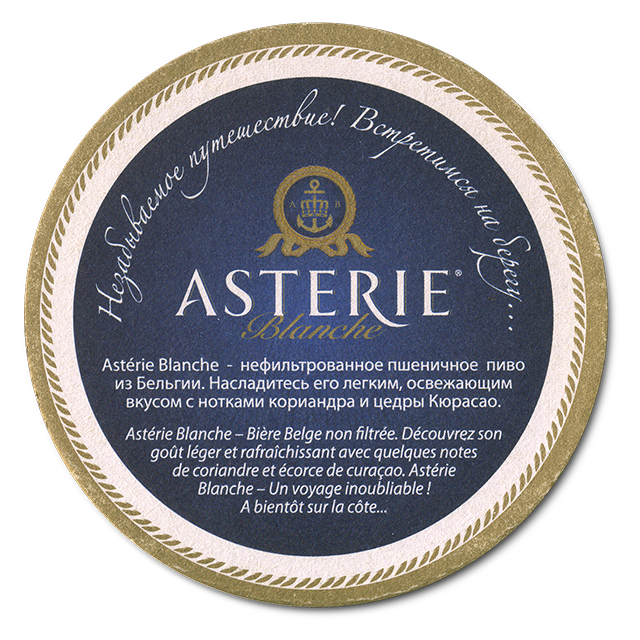 Незабываемое путешествие! Встретимся на берегу...
A B
ASTERIE®
Blanche
Astérie Blanche - нефильтрованное пшеничное пиво
из Бельгии. Насладитесь его легким, освежающим
вкусом с нотками кориандра и цедры Кюрасао.
Astérie Blanche – Bière Belge non filtrée. Découvrez son
goût léger et rafraîchissant avec quelques notes
de coriandre et écorce de curaçao. Astérie
Blanche – Un voyage inoubliable !
A bientôt sur la côte...